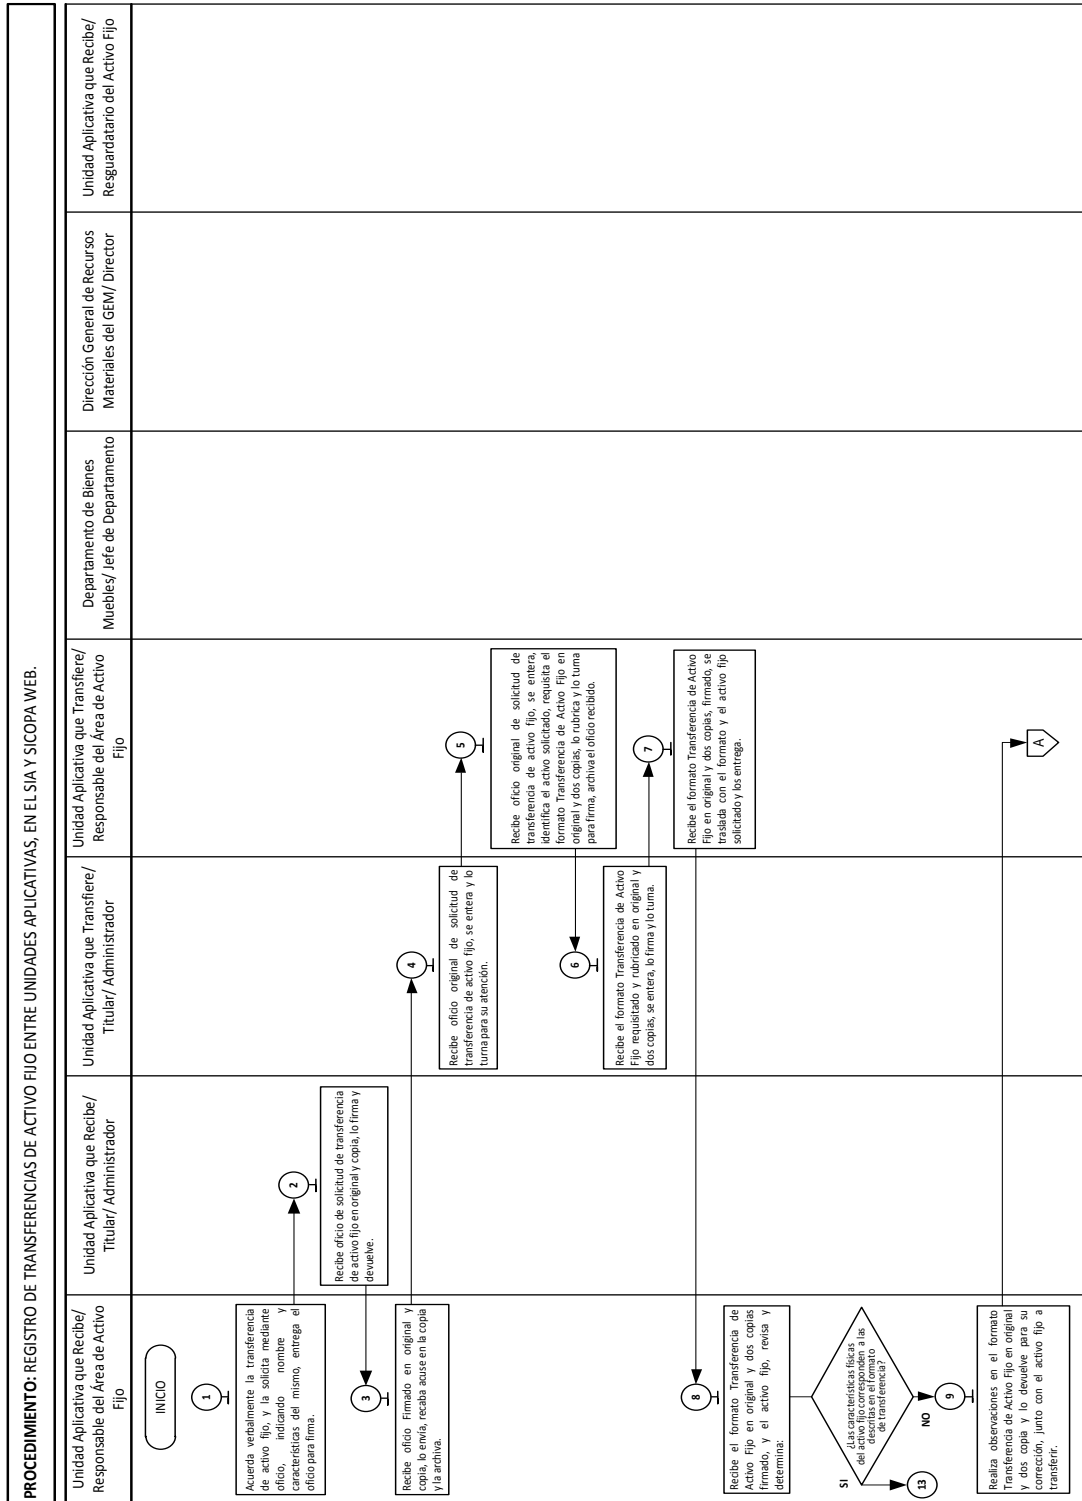 PROCEDIMIENTO: REGISTRO DE TRANSFERENCIAS DE ACTIVO FIJO ENTRE UNIDADES APLICATIVAS, EN EL SIA Y SICOPA WEB.
Unidad Aplicativa que Recibe/
Responsable del Área de Activo
Fijo
Unidad Aplicativa que Recibe/
Titular/ Administrador
Unidad Aplicativa que Transfiere/
Titular/ Administrador
Unidad Aplicativa que Transfiere/
Responsable del Área de Activo
Fijo
Departamento de Bienes
Muebles/ Jefe de Departamento
Dirección General de Recursos
Materiales del GEM/ Director
Unidad Aplicativa que Recibe/
Resguardatario del Activo Fijo
INICIO
1
Acuerda verbalmente la transferencia
de activo fijo, y la solicita mediante
oficio, indicando nombre y
características del mismo, entrega el
oficio para firma.
2
Recibe oficio de solicitud de transferencia
de activo fijo en original y copia, lo firma y
devuelve.
3
Recibe oficio Firmado en original y
copia, lo envía, recaba acuse en la copia
y la archiva.
4
Recibe oficio original de solicitud de
transferencia de activo fijo, se entera y lo
turna para su atención.
5
Recibe oficio original de solicitud de
transferencia de activo fijo, se entera,
identifica el activo solicitado, requisita el
formato Transferencia de Activo Fijo en
original y dos copias, lo rubrica y lo turna
para firma, archiva el oficio recibido.
6
Recibe el formato Transferencia de Activo
Fijo requisitado y rubricado en original y
dos copias, se entera, lo firma y lo turna.
7
Recibe el formato Transferencia de Activo
Fijo en original y dos copias, firmado, se
traslada con el formato y el activo fijo
solicitado y los entrega.
8
Recibe el formato Transferencia de
Activo Fijo en original y dos copias
firmado, y el activo fijo, revisa y
determina:
¿Las características físicas
del activo fijo corresponden a las
descritas en el formato
de transferencia?
SI
13
NO
9
Realiza observaciones en el formato
Transferencia de Activo Fijo en original
y dos copia y lo devuelve para su
corrección, junto con el activo fijo a
transferir.
A